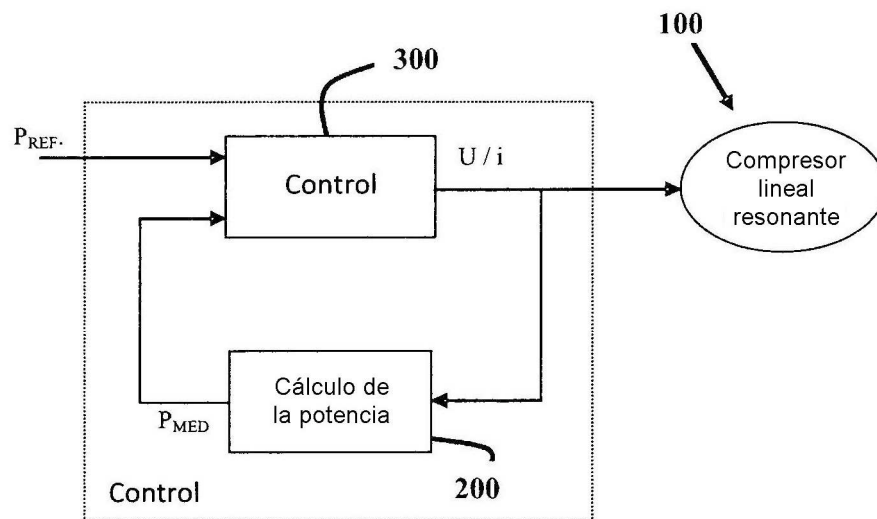 100
300
P_REF.
Control
U / i
Compresor
lineal
resonante
Cálculo de
la potencia
P_MED
200
Control